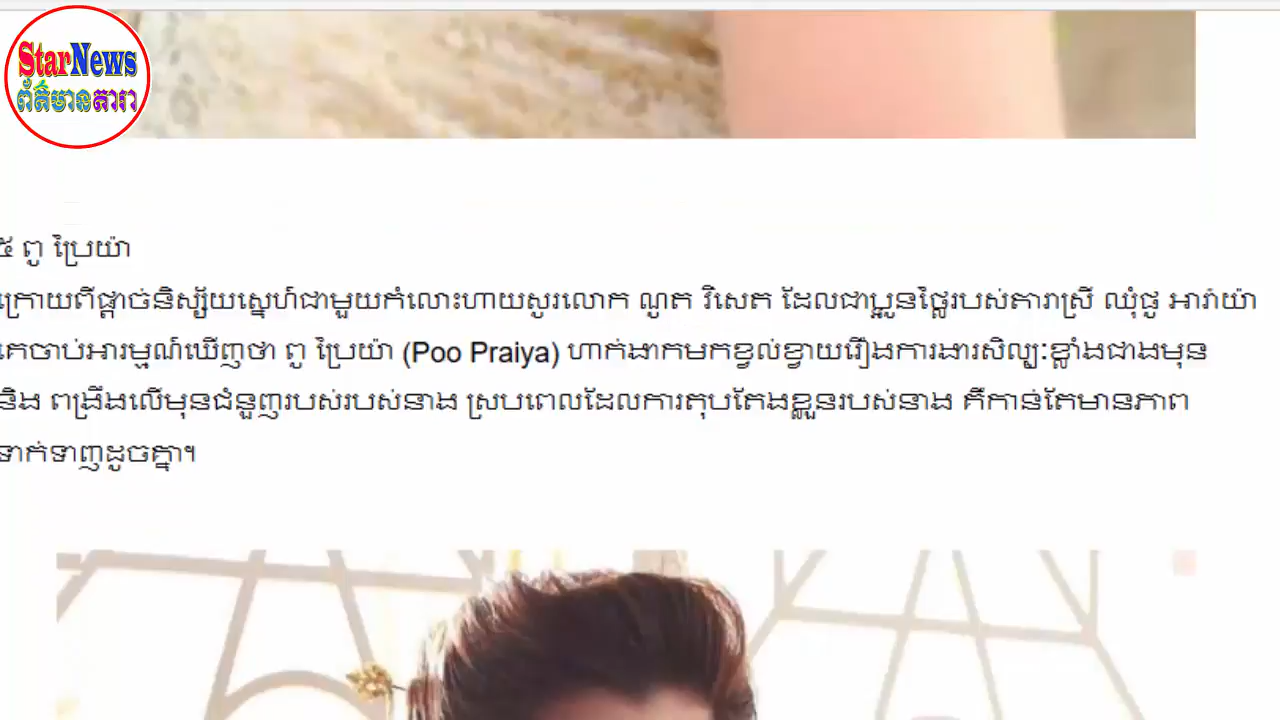 StarNews
ព័ត៌មានតារា
៥ ពូ ប្រៃយ៉ា
ក្រោយពីផ្តាច់និស្ស័យស្នេហ៍ជាមួយកំលោះហាយសូរលោក ណូត វិសេត ដែលជាប្អូនថ្លៃរបស់តារាស្រី ឈុំពូ អារ៉ាយ៉ា
គេចាប់អារម្មណ៍ឃើញថា ពូ ប្រៃយ៉ា (Poo Praiya) ហាក់ងាកមកខ្វល់ខ្វាយរឿងការងារសិល្បៈខ្លាំងជាងមុន
និង ពង្រឹងលើមុនជំនួញរបស់របស់នាង ស្របពេលដែលការតុបតែងខ្លួនរបស់នាង គឺកាន់តែមានភាព
ទាក់ទាញដូចគ្នា។